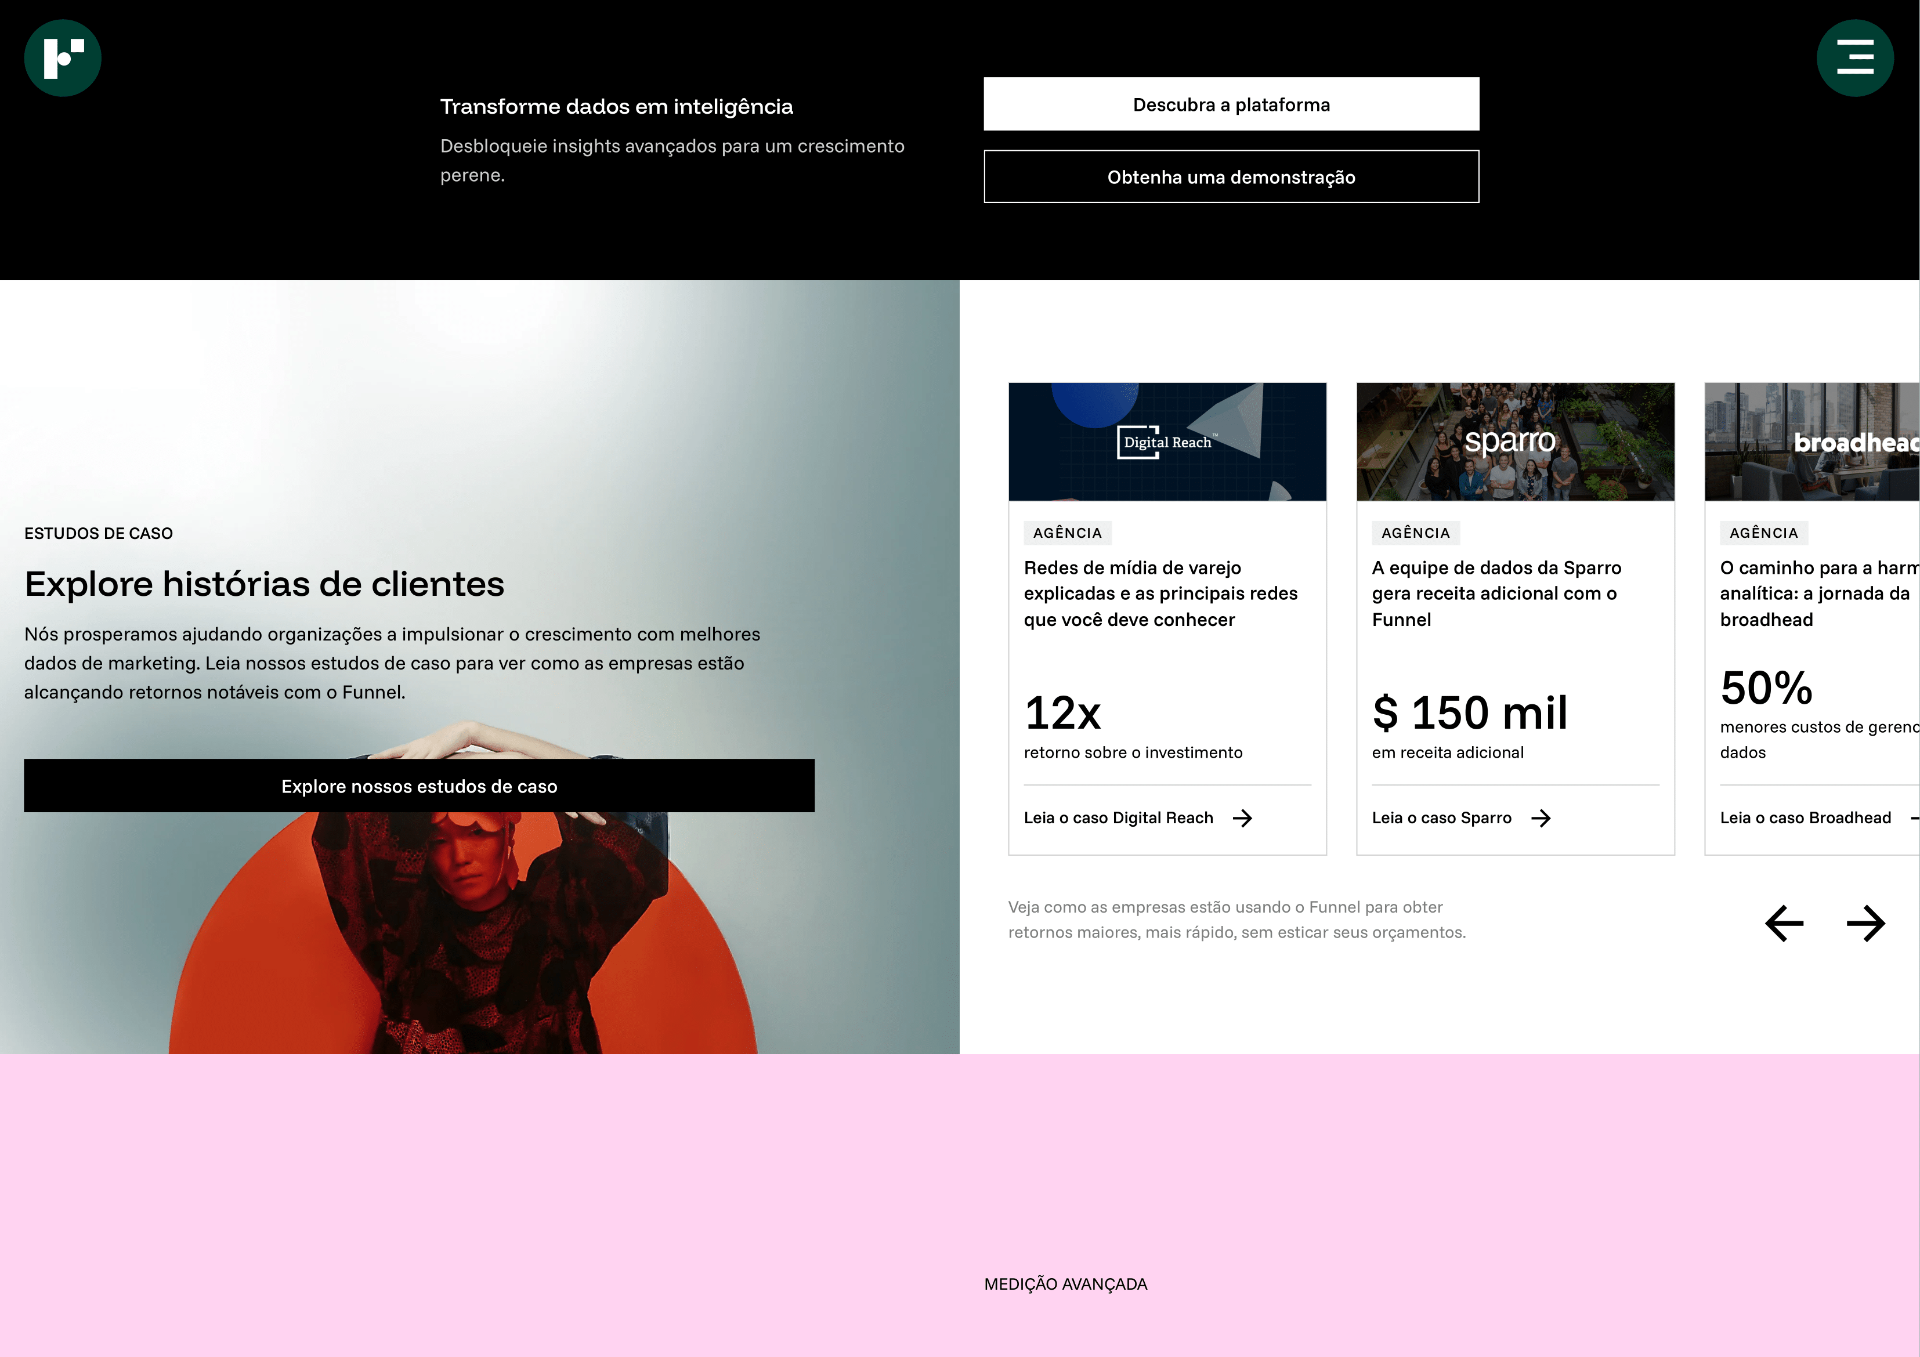 Transforme dados em inteligência
Desbloqueie insights avançados para um crescimento
perene.
Descubra a plataforma
Obtenha uma demonstração
ESTUDOS DE CASO
Explore histórias de clientes
Nós prosperamos ajudando organizações a impulsionar o crescimento com melhores
dados de marketing. Leia nossos estudos de caso para ver como as empresas estão
alcançando retornos notáveis com o Funnel.
Explore nossos estudos de caso
Digital Reach™
AGÊNCIA
Redes de mídia de varejo
explicadas e as principais redes
que você deve conhecer
12x
retorno sobre o investimento
Leia o caso Digital Reach
sparro
AGÊNCIA
A equipe de dados da Sparro
gera receita adicional com o
Funnel
$ 150 mil
em receita adicional
Leia o caso Sparro
AGÊNCIA
O caminho para a
analítica: a jornada da
broadhead
50%
menores custos de
dados
Leia o caso Broadhead
Veja como as empresas estão usando o Funnel para obter
retornos maiores, mais rápido, sem esticar seus orçamentos.
MEDIÇÃO AVANÇADA